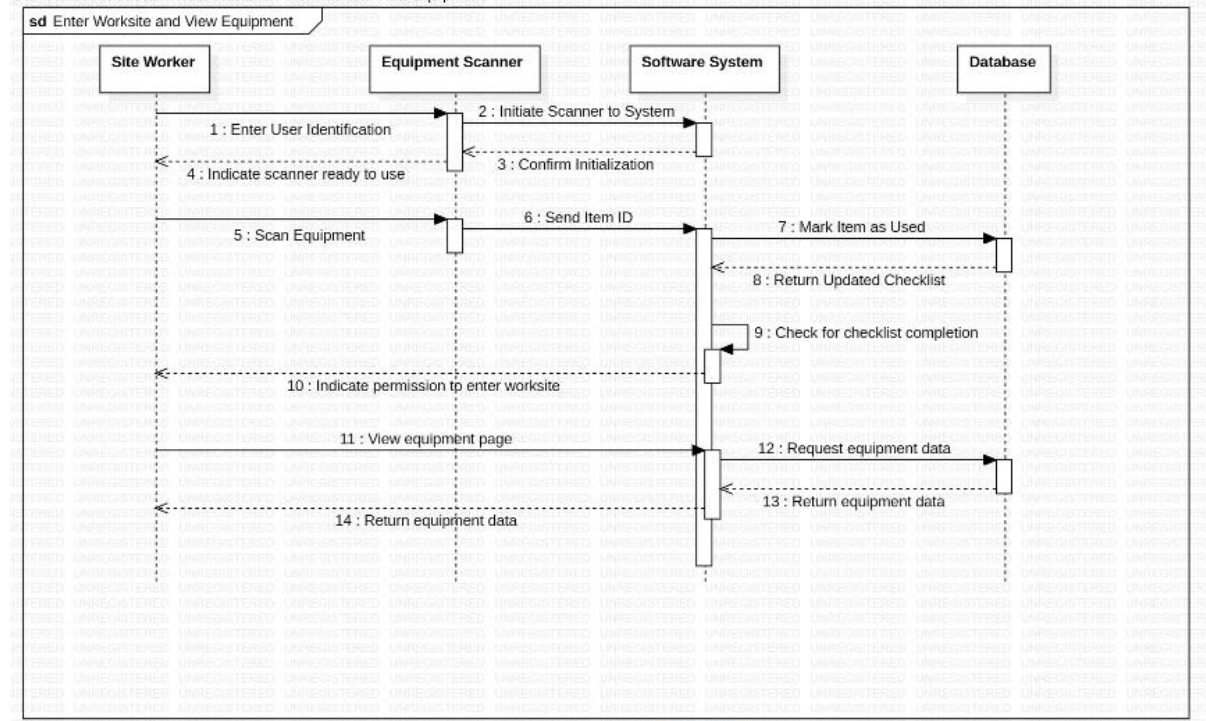 sd Enter Worksite and View Equipment
Site Worker
Equipment Scanner
Software System
Database
1 : Enter User Identification
2 : Initiate Scanner to System
3 : Confirm Initialization
4 : Indicate scanner ready to use
5 : Scan Equipment
6 : Send Item ID
7 : Mark Item as Used
8 : Return Updated Checklist
9 : Check for checklist completion
10 : Indicate permission to enter worksite
11 : View equipment page
12 : Request equipment data
13 : Return equipment data
14 : Return equipment data
UNREGISTERED